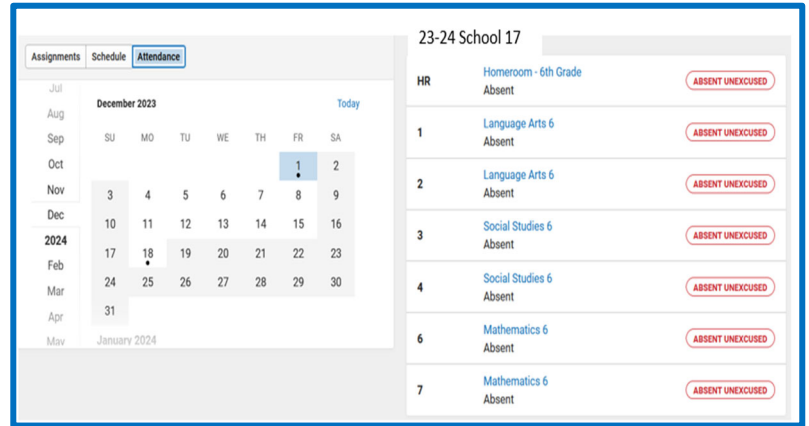 23-24 School 17
Assignments Schedule Attendance
Jul
Aug
Sep
Oct
Nov
Dec
2024
Feb
Mar
Apr
May
December 2023 Today
SU MO TU WE TH FR SA
1 2
3 4 5 6 7 8 9
10 11 12 13 14 15 16
17 18 19 20 21 22 23
24 25 26 27 28 29 30
31
January 2024
HR Homeroom - 6th Grade ABSENT UNEXCUSED
Absent
1 Language Arts 6 ABSENT UNEXCUSED
Absent
2 Language Arts 6 ABSENT UNEXCUSED
Absent
3 Social Studies 6 ABSENT UNEXCUSED
Absent
4 Social Studies 6 ABSENT UNEXCUSED
Absent
6 Mathematics 6 ABSENT UNEXCUSED
Absent
7 Mathematics 6 ABSENT UNEXCUSED
Absent